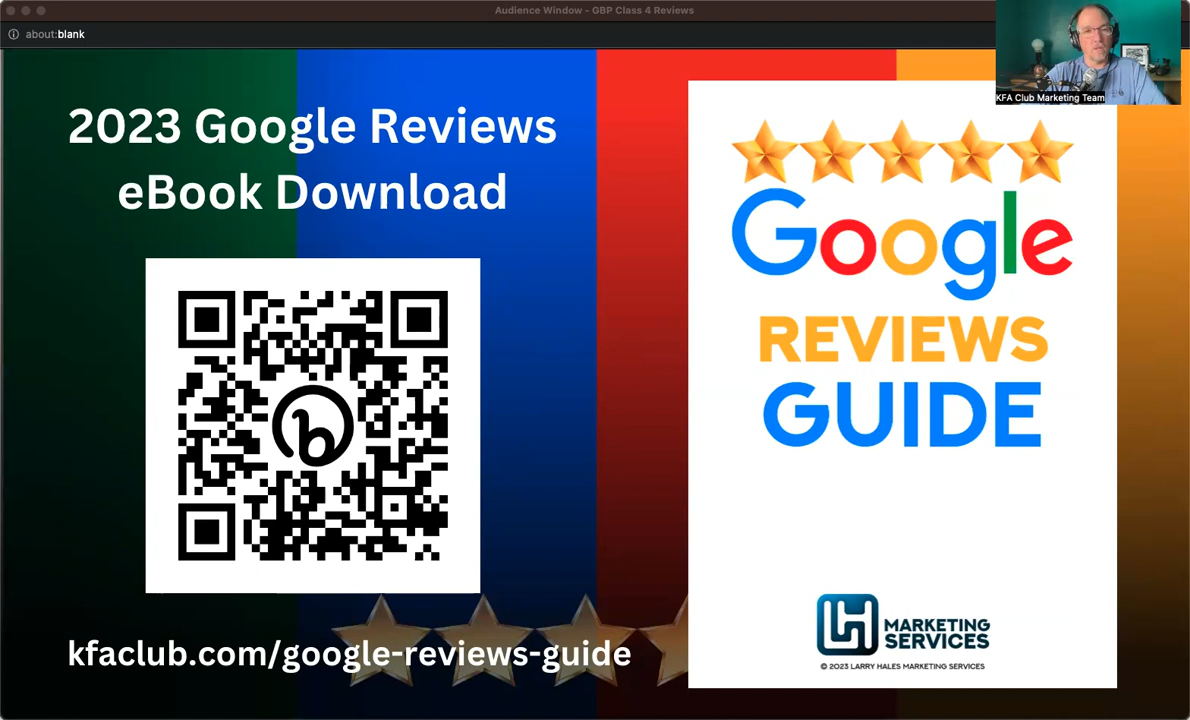 Audience Window - GBP Class 4 Reviews
about:blank
KFA Club Marketing Team
2023 Google Reviews
eBook Download
kfaclub.com/google-reviews-guide
Google
REVIEWS
GUIDE
LH MARKETING
SERVICES
© 2023 LARRY HALES MARKETING SERVICES